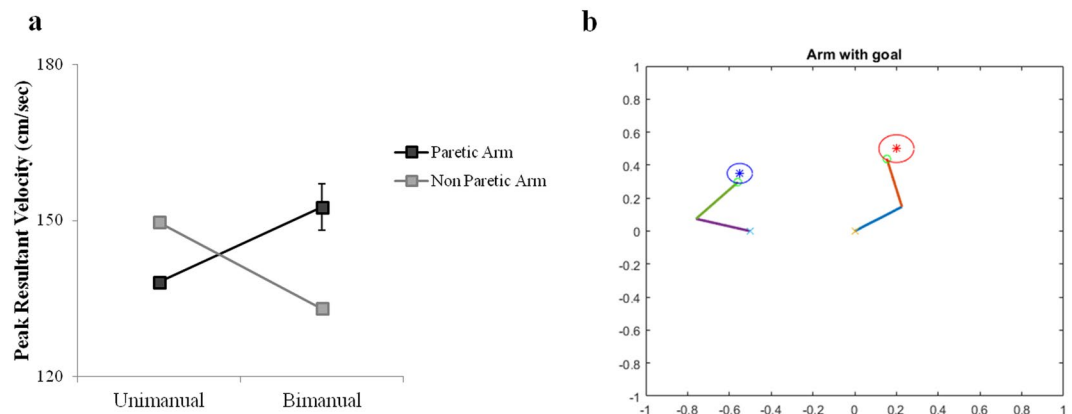 a
Peak Resultant Velocity (cm/sec)
180
150
120
Unimanual Bimanual
Paretic Arm
Non Paretic Arm
b
Arm with goal
1
0.8
0.6
0.4
0.2
0
-0.2
-0.4
-0.6
-0.8
-1
-1 -0.8 -0.6 -0.4 -0.2 0 0.2 0.4 0.6 0.8 1